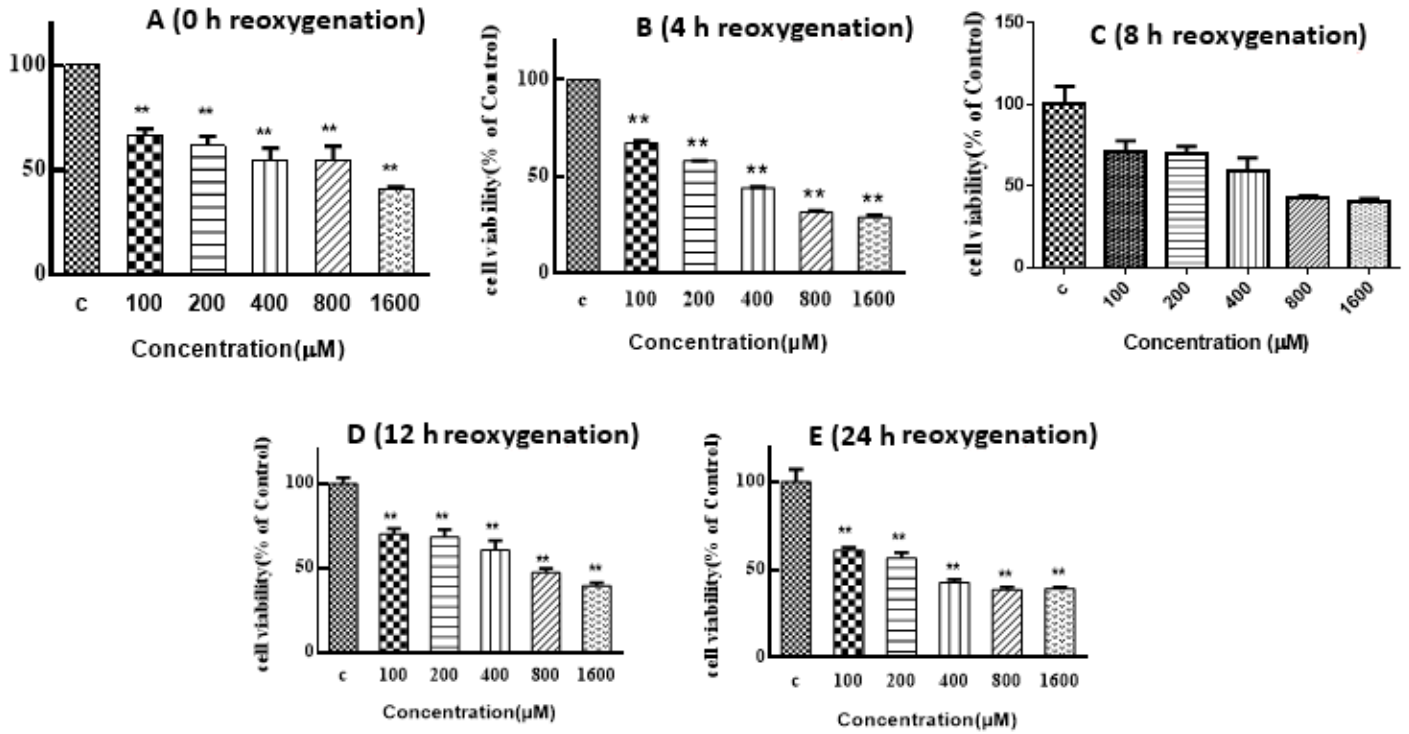 A (0 h reoxygenation)
100
50
0
** ** ** ** **
c 100 200 400 800 1600
Concentration(µM)
B (4 h reoxygenation)
cell viability(% of Control)
100
50
0
** ** ** ** **
c 100 200 400 800 1600
Concentration(µM)
C (8 h reoxygenation)
cell viability(% of Control)
150
100
50
0
c 100 200 400 800 1600
Concentration (µM)
D (12 h reoxygenation)
cell viability(% of Control)
100
50
0
** ** ** ** **
c 100 200 400 800 1600
Concentration(µM)
E (24 h reoxygenation)
cell viability(% of Control)
100
50
0
** ** ** ** **
c 100 200 400 800 1600
Concentration(µM)